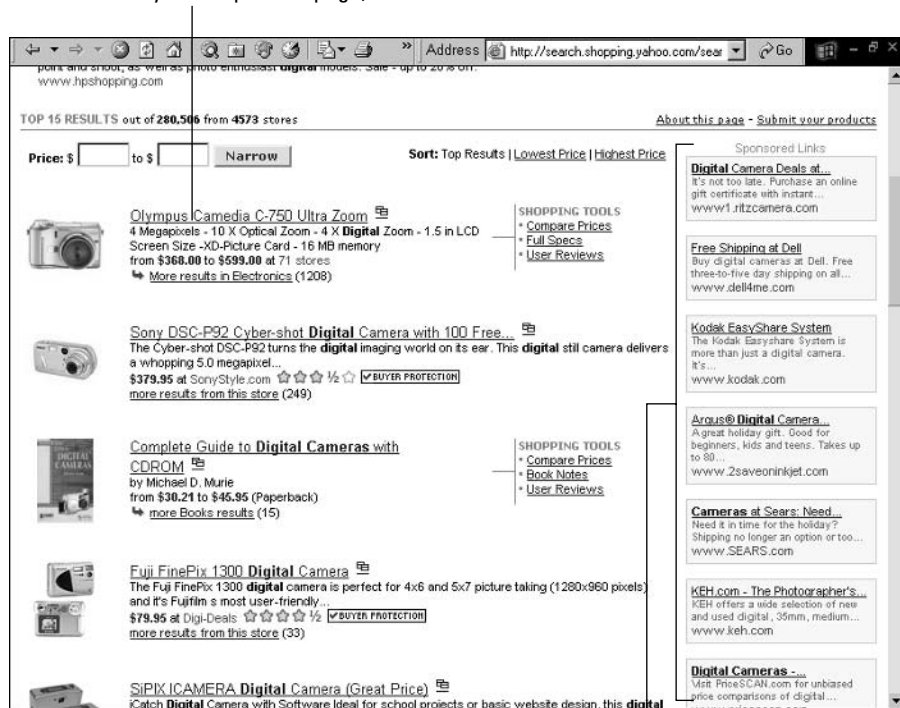 Address http://search.shopping.yahoo.com/sear Go
point and shoot, as well as photo enthusiast digital models. Sale - up to 20% off.
www.hpshopping.com
TOP 15 RESULTS out of 280,506 from 4573 stores
About this page - Submit your products
Price: $ to $ Narrow
Sort: Top Results | Lowest Price | Highest Price
Olympus Camedia C-750 Ultra Zoom
4 Megapixels - 10 X Optical Zoom - 4 X Digital Zoom - 1.5 in LCD
Screen Size -XD-Picture Card - 16 MB memory
from $368.00 to $599.00 at 71 stores
More results in Electronics (1208)
SHOPPING TOOLS
Compare Prices
Full Specs
User Reviews
Sony DSC-P92 Cyber-shot Digital Camera with 100 Free...
The Cyber-shot DSC-P92 turns the digital imaging world on its ear. This digital still camera delivers
a whopping 5.0 megapixel...
$379.95 at SonyStyle.com ½ BUYER PROTECTION
more results from this store (249)
DIGITAL
CAMERAS
Complete Guide to Digital Cameras with
CDROM
by Michael D. Murie
from $30.21 to $45.95 (Paperback)
more Books results (15)
SHOPPING TOOLS
Compare Prices
Book Notes
User Reviews
Fuji FinePix 1300 Digital Camera
The Fuji FinePix 1300 digital camera is perfect for 4x6 and 5x7 picture taking (1280x960 pixels)
and it's Fujifilm s most user-friendly...
$79.95 at Digi-Deals ½ BUYER PROTECTION
more results from this store (33)
SiPIX ICAMERA Digital Camera (Great Price)
iCatch Digital Camera with Software Ideal for school projects or basic website design, this digital
Sponsored Links
Digital Camera Deals at...
It's not too late. Purchase an online
gift certificate with instant...
www1.ritzcamera.com
Free Shipping at Dell
Buy digital cameras at Dell. Free
three-to-five day shipping on all...
www.dell4me.com
Kodak EasyShare System
The Kodak Easyshare System is
more than just a digital camera.
It's...
www.kodak.com
Argus® Digital Camera...
A great holiday gift. Good for
beginners, kids and teens. Takes up
to 80...
www.2saveoninkjet.com
Cameras at Sears: Need...
Need it in time for the holiday?
Shipping no longer an option or too...
www.SEARS.com
KEH.com - The Photographer's...
KEH offers a wide selection of new
and used digital, 35mm, medium...
www.keh.com
Digital Cameras -...
Visit PriceSCAN.com for unbiased
price comparisons of digital...